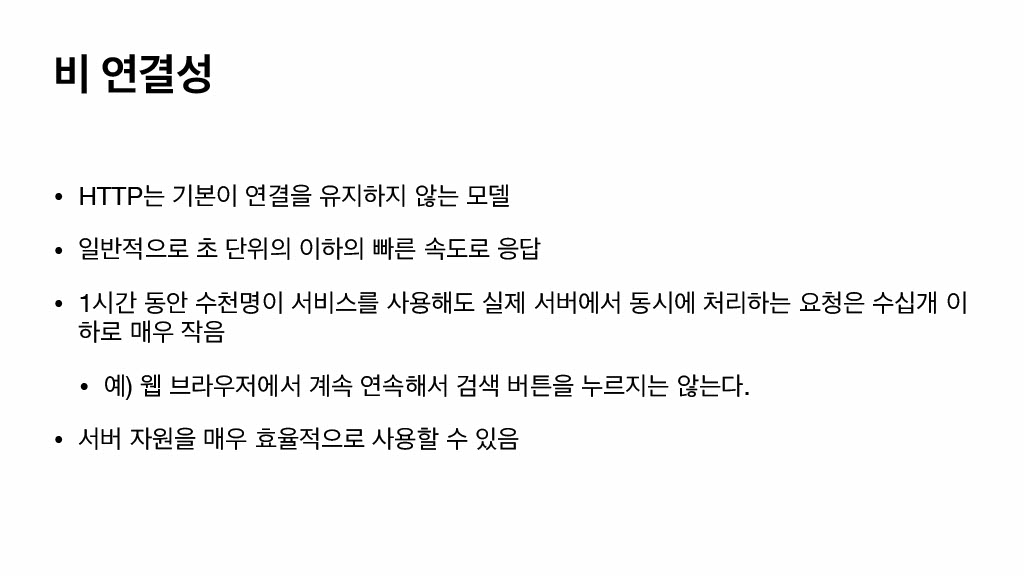 비 연결성
• HTTP는 기본이 연결을 유지하지 않는 모델
• 일반적으로 초 단위의 이하의 빠른 속도로 응답
• 1시간 동안 수천명이 서비스를 사용해도 실제 서버에서 동시에 처리하는 요청은 수십개 이
하로 매우 작음
• 예) 웹 브라우저에서 계속 연속해서 검색 버튼을 누르지는 않는다.
• 서버 자원을 매우 효율적으로 사용할 수 있음